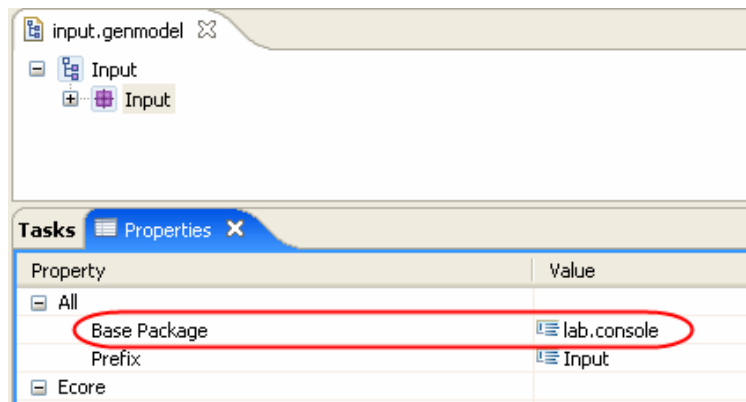 input.genmodel
Input
Input
Tasks Properties
Property Value
All
Base Package lab.console
Prefix Input
Ecore